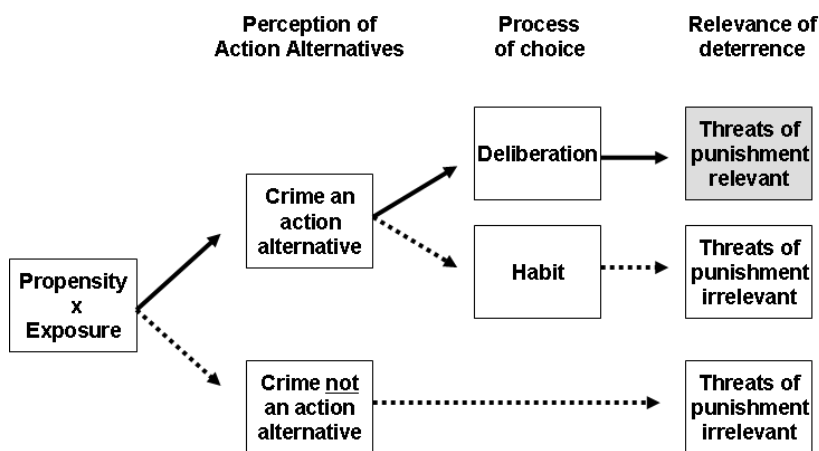 Perception of
Action Alternatives
Process
of choice
Relevance of
deterrence
Propensity
x
Exposure
Crime an
action
alternative
Deliberation
Threats of
punishment
relevant
Habit
Threats of
punishment
irrelevant
Crime not
an action
alternative
Threats of
punishment
irrelevant